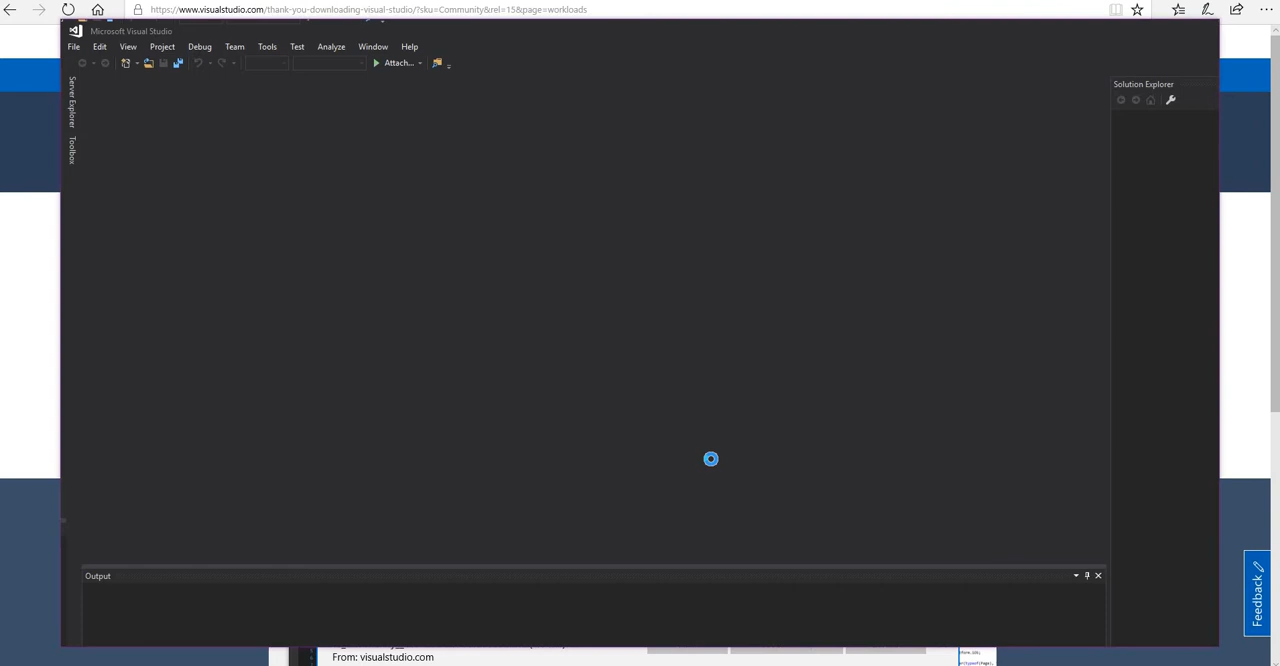 https://www.visualstudio.com/thank-you-downloading-visual-studio/?sku=Community&rel=15&page=workloads
Microsoft Visual Studio
File Edit View Project Debug Team Tools Test Analyze Window Help
Attach...
Server Explorer
Toolbox
Solution Explorer
Output
Feedback
From: visualstudio.com